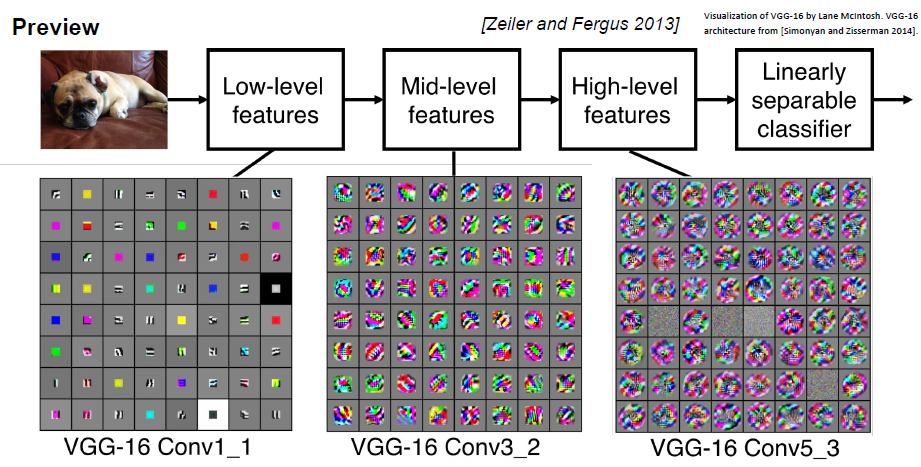 Preview
[Zeiler and Fergus 2013]
Visualization of VGG-16 by Lane McIntosh. VGG-16
architecture from [Simonyan and Zisserman 2014].
Low-level
features
Mid-level
features
High-level
features
Linearly
separable
classifier
VGG-16 Conv1_1
VGG-16 Conv3_2
VGG-16 Conv5_3